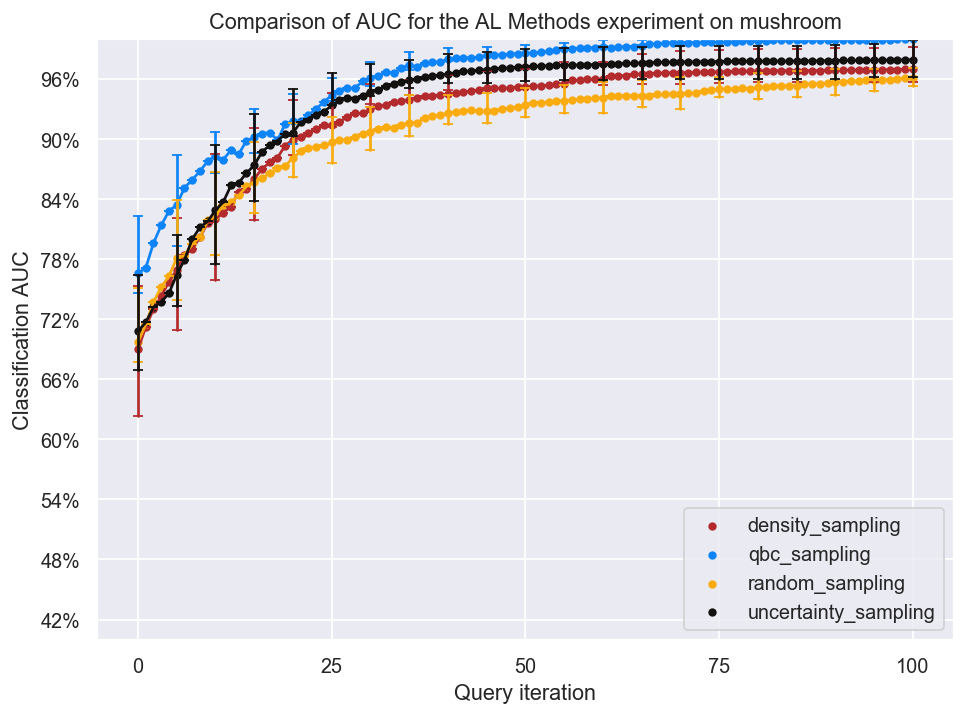 Comparison of AUC for the AL Methods experiment on mushroom
Classification AUC
96%
90%
84%
78%
72%
66%
60%
54%
48%
42%
density_sampling
qbc_sampling
random_sampling
uncertainty_sampling
0
25
50
75
100
Query iteration